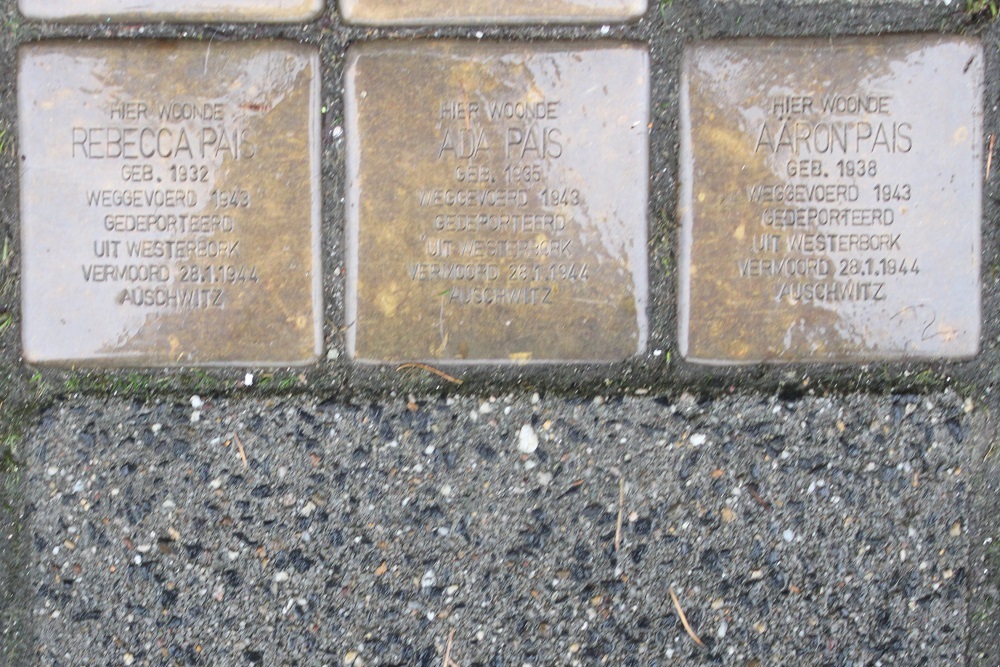 HIER WOONDE
REBECCA PAIS
GEB. 1932
WEGGEVOERD 1943
GEDEPORTEERD
UIT WESTERBORK
VERMOORD 28.1.1944
AUSCHWITZ
HIER WOONDE
ADA PAIS
GEB. 1935
WEGGEVOERD 1943
GEDEPORTEERD
UIT WESTERBORK
VERMOORD 28.1.1944
AUSCHWITZ
HIER WOONDE
AÄRON PAIS
GEB. 1938
WEGGEVOERD 1943
GEDEPORTEERD
UIT WESTERBORK
VERMOORD 28.1.1944
AUSCHWITZ